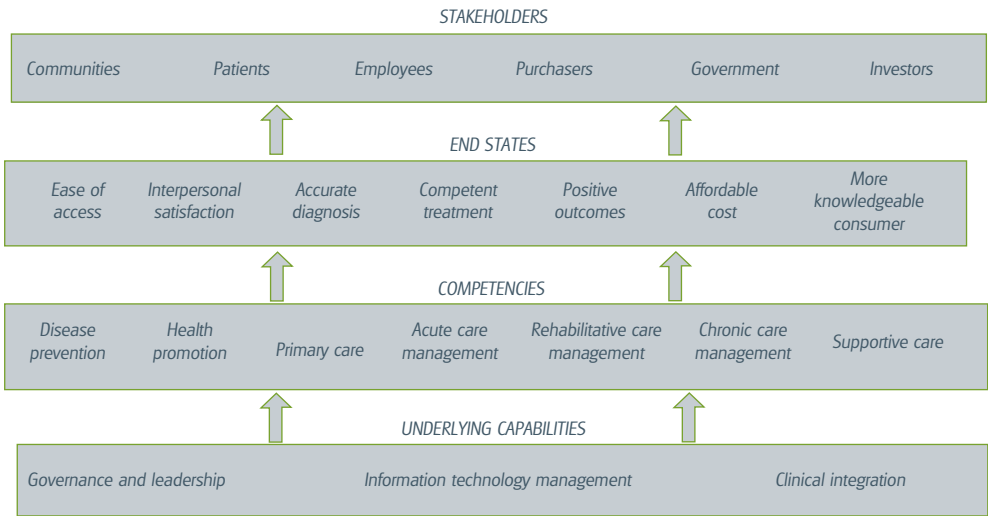 STAKEHOLDERS
Communities Patients Employees Purchasers Government Investors
END STATES
Ease of access
Interpersonal satisfaction
Accurate diagnosis
Competent treatment
Positive outcomes
Affordable cost
More knowledgeable consumer
COMPETENCIES
Disease prevention
Health promotion
Primary care
Acute care management
Rehabilitative care management
Chronic care management
Supportive care
UNDERLYING CAPABILITIES
Governance and leadership Information technology management Clinical integration